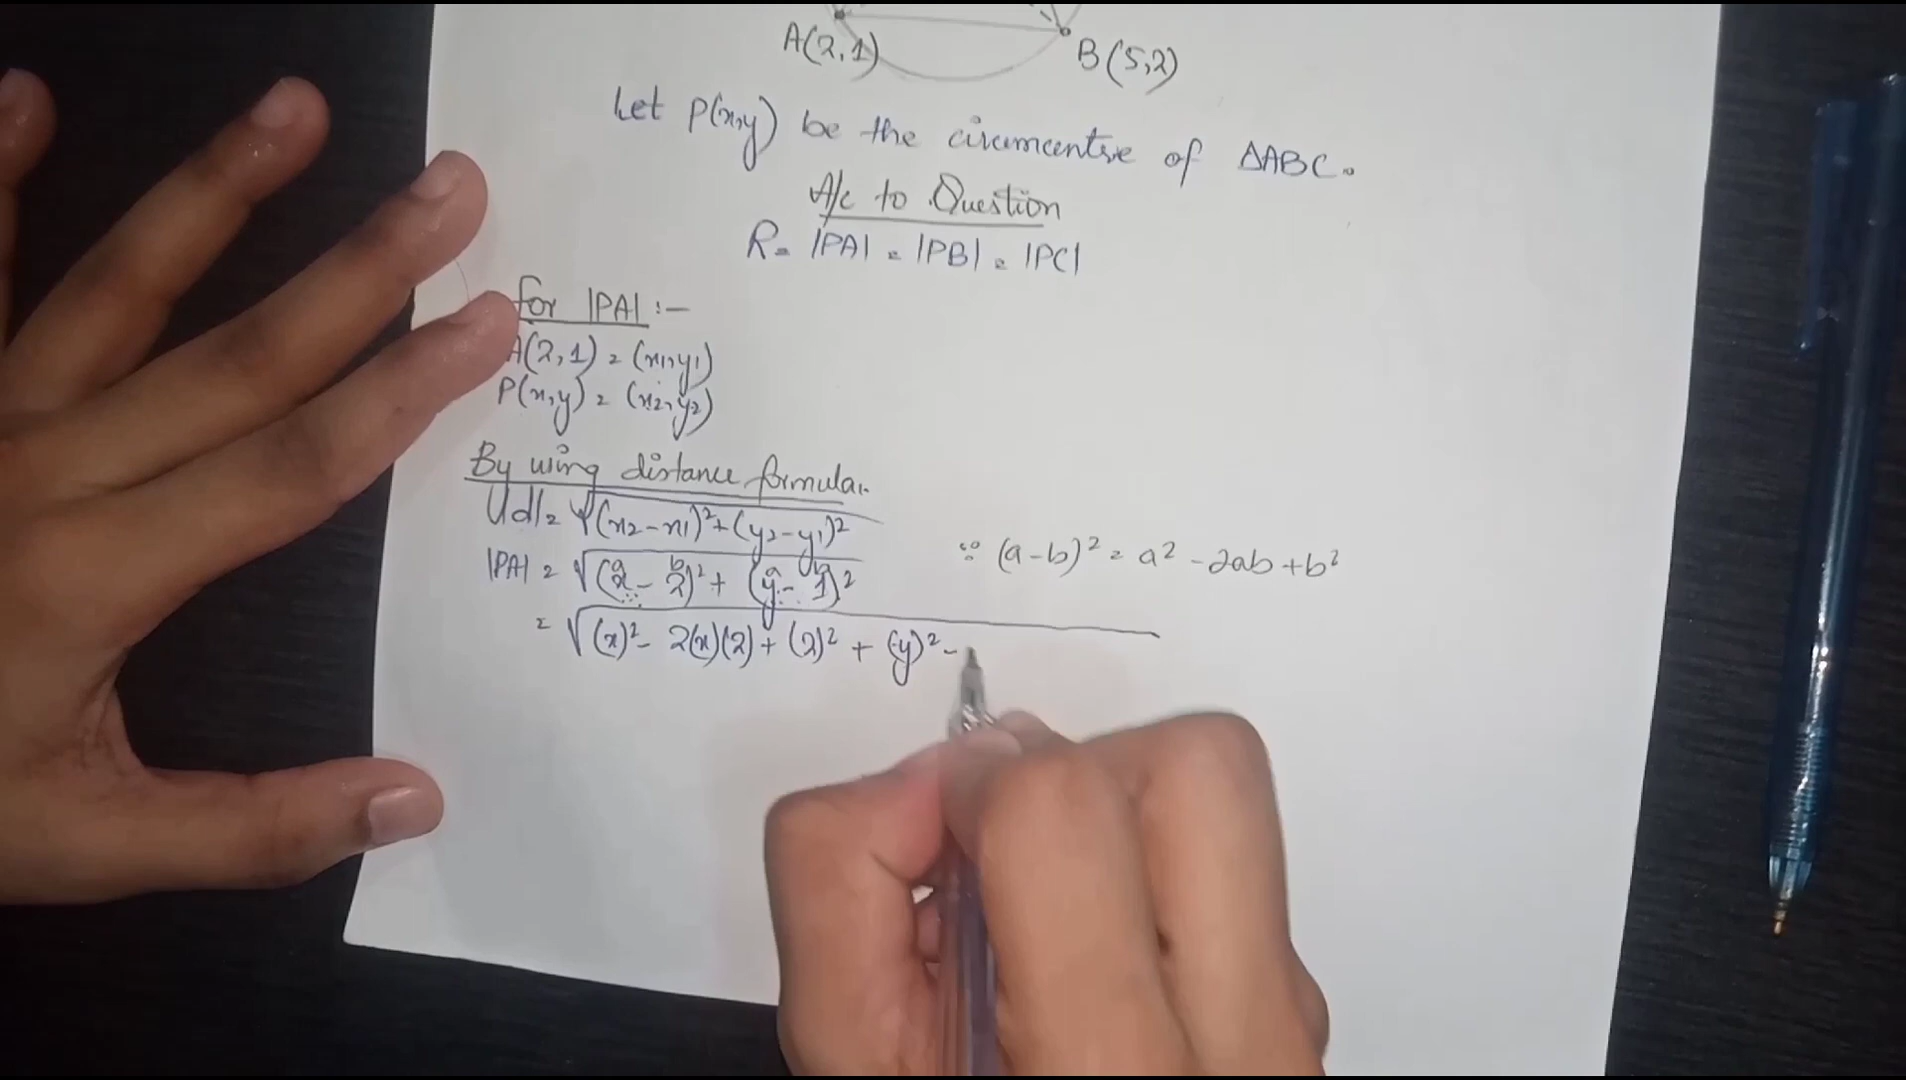 A(2,1)
B(5,2)
Let P(x,y) be the circumcentre of ΔABC.
A/c to Question
R = |PA| = |PB| = |PC|
for |PA| :-
A(2,1) = (x1,y1)
P(x,y) = (x2,y2)
By using distance formula:-
|d| = √(x2-x1)²+(y2-y1)²
∵ (a-b)² = a² -2ab+b²
a b a b
|PA| = √(x-2)²+(y-1)²
= √(x)²- 2(x)(2)+(2)² + (y)² -